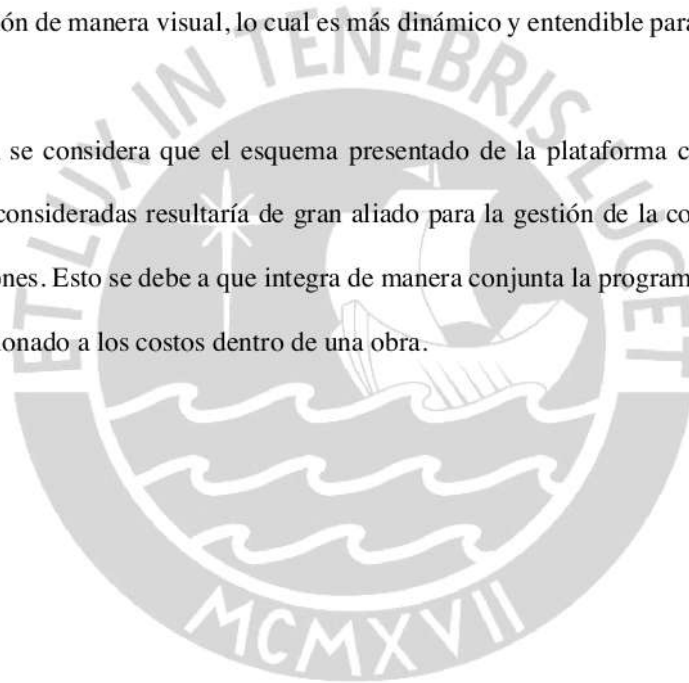 ón de manera visual, lo cual es más dinámico y entendible para
se considera que el esquema presentado de la plataforma c
consideradas resultaría de gran aliado para la gestión de la co
nes. Esto se debe a que integra de manera conjunta la program
onado a los costos dentro de una obra.
ET LUX IN TENEBRIS LUCET
MCMXVII